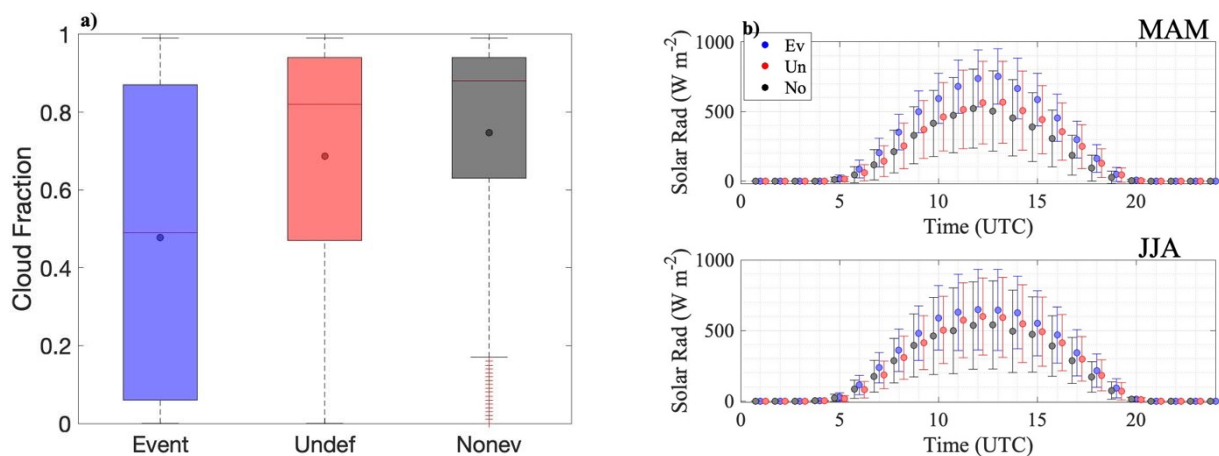 a)
1
0.8
0.6
0.4
0.2
0
Cloud Fraction
Event Undef Nonev
b)
MAM
1000
500
0
Solar Rad (W m-2)
Ev
Un
No
0 5 10 15 20
Time (UTC)
JJA
1000
500
0
Solar Rad (W m-2)
0 5 10 15 20
Time (UTC)